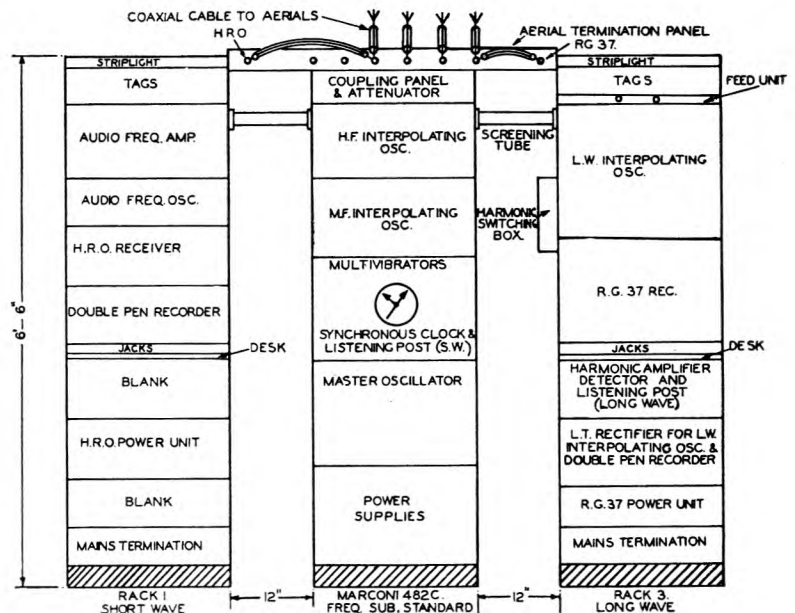 COAXIAL CABLE TO AERIALS
H R O
AERIAL TERMINATION PANEL
RG 37.
STRIPLIGHT
TAGS
AUDIO FREQ. AMP.
AUDIO FREQ. OSC.
H.R.O. RECEIVER
DOUBLE PEN RECORDER
JACKS
DESK
BLANK
H.R.O. POWER UNIT
BLANK
MAINS TERMINATION
RACK I
SHORT WAVE
6'- 6"
12"
COUPLING PANEL
& ATTENUATOR
H.F. INTERPOLATING
OSC.
M.F. INTERPOLATING
OSC.
MULTIVIBRATORS
SYNCHRONOUS CLOCK &
LISTENING POST (S.W.)
MASTER OSCILLATOR
POWER
SUPPLIES
MARCONI 482C.
FREQ. SUB. STANDARD
12"
SCREENING
TUBE
HARMONIC
SWITCHING
BOX.
STRIPLIGHT
TAGS
FEED UNIT
L.W. INTERPOLATING
OSC.
R.G. 37 REC.
JACKS
DESK
HARMONIC AMPLIFIER
DETECTOR AND
LISTENING POST
(LONG WAVE)
L.T. RECTIFIER FOR L.W.
INTERPOLATING OSC. &
DOUBLE PEN RECORDER
R.G. 37 POWER UNIT
MAINS TERMINATION
RACK 3.
LONG WAVE